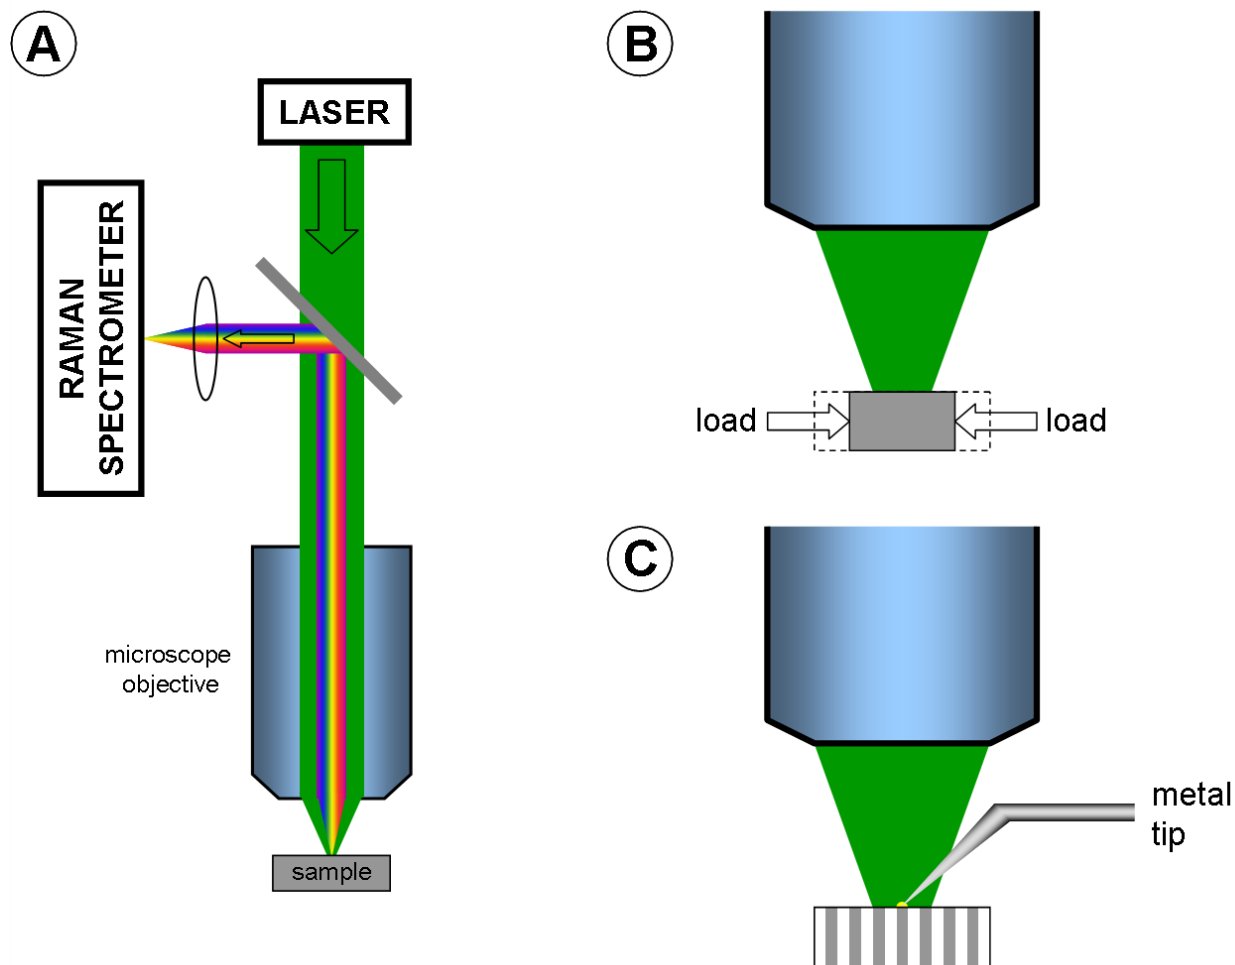 A
LASER
RAMAN
SPECTROMETER
microscope
objective
sample
B
load
load
C
metal
tip